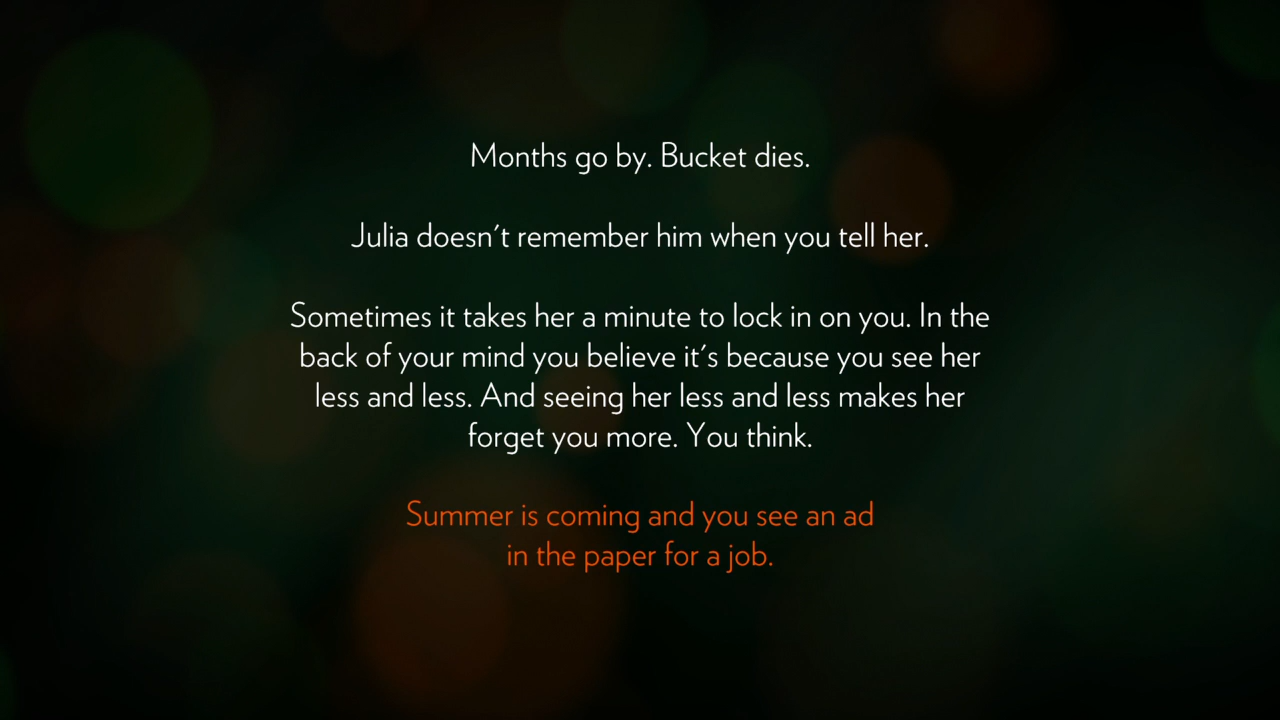 Months go by. Bucket dies.
Julia doesn't remember him when you tell her.
Sometimes it takes her a minute to lock in on you. In the
back of your mind you believe it's because you see her
less and less. And seeing her less and less makes her
forget you more. You think.
Summer is coming and you see an ad
in the paper for a job.